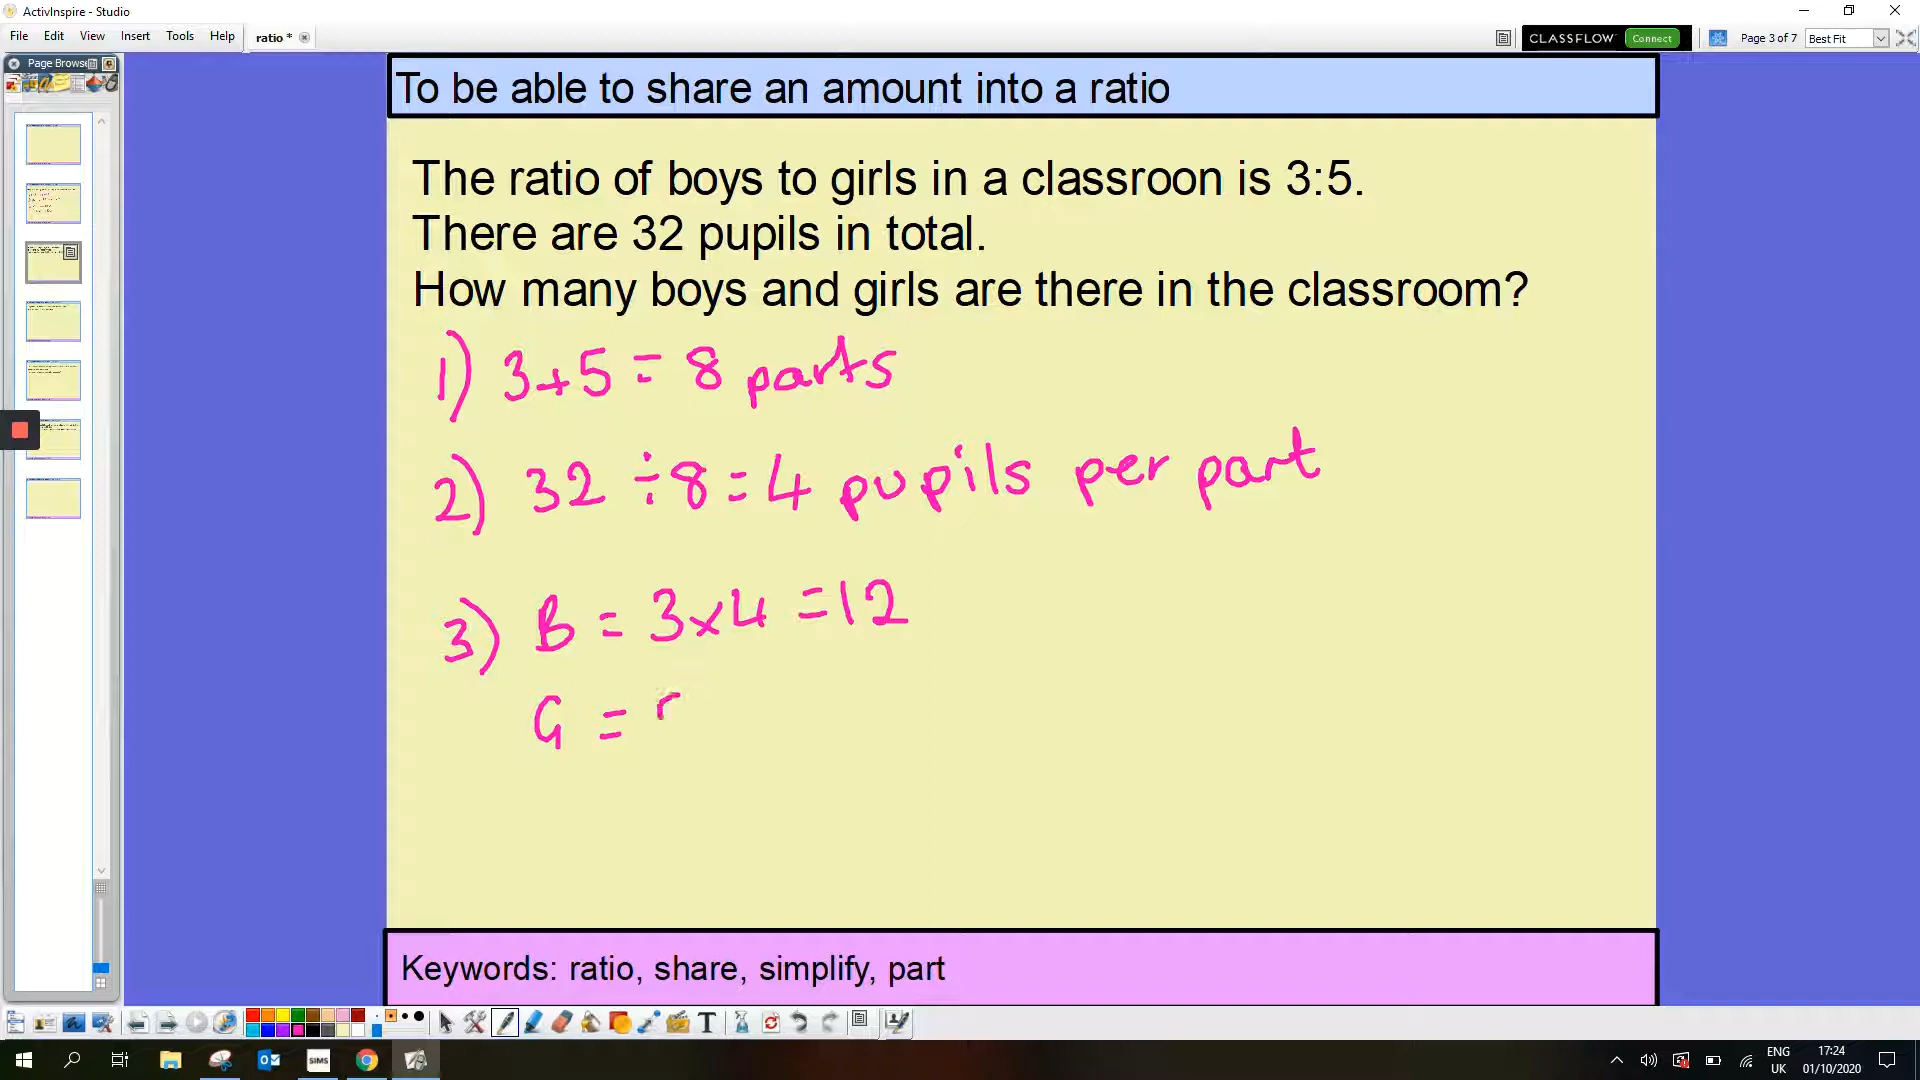 ActivInspire - Studio
File Edit View Insert Tools Help
ratio *
CLASSFLOW Connect
Page 3 of 7
Best Fit
Page Browse
To be able to share an amount into a ratio
The ratio of boys to girls in a classroon is 3:5.
There are 32 pupils in total.
How many boys and girls are there in the classroom?
1) 3+5 = 8 parts
2) 32 ÷ 8 = 4 pupils per part
3) B = 3×4 = 12
G =
Keywords: ratio, share, simplify, part
T
SIMS
ENG
UK
17:24
01/10/2020